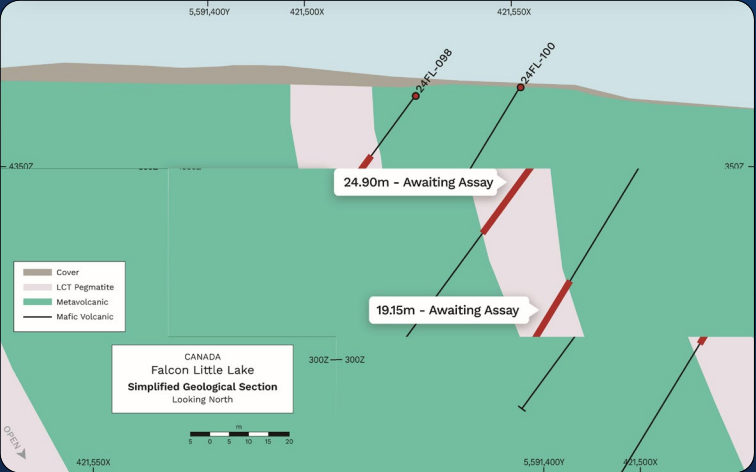 5,591,400Y
421,500X
421,550X
24FL-098
24FL-100
4350Z
350Z
24.90m - Awaiting Assay
19.15m - Awaiting Assay
Cover
LCT Pegmatite
Metavolcanic
Mafic Volcanic
CANADA
Falcon Little Lake
Simplified Geological Section
Looking North
300Z
300Z
m
5 0 5 10 15 20
OPEN
421,550X
5,591,400Y
421,500X